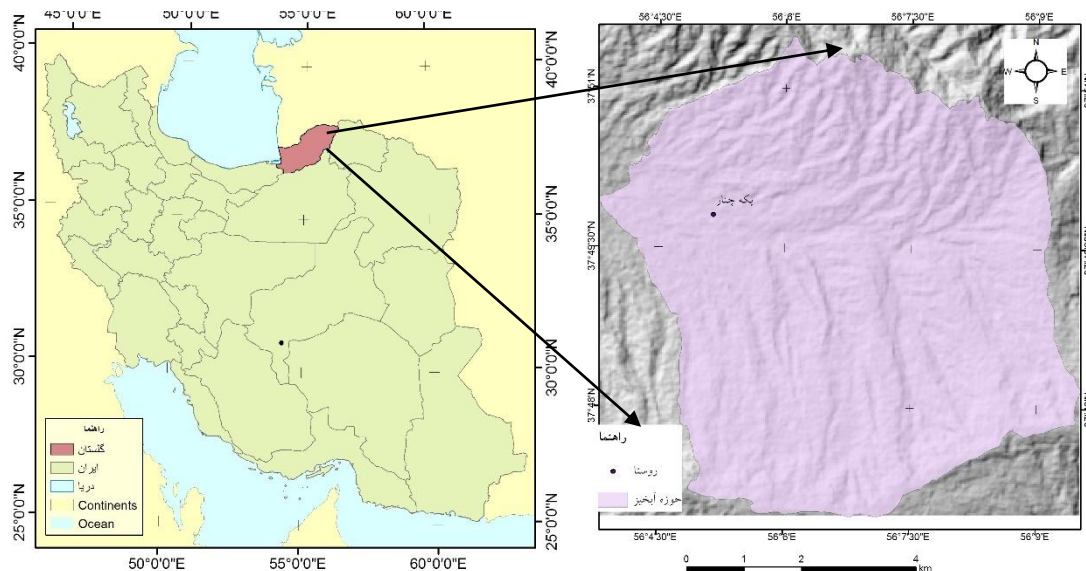 45°0'0"E 50°0'0"E 55°0'0"E 60°0'0"E
40°0'0"N
35°0'0"N
30°0'0"N
25°0'0"N
40°0'0"N
35°0'0"N
30°0'0"N
25°0'0"N
راهنما
گلستان
ایران
دریا
Continents
Ocean
50°0'0"E 55°0'0"E 60°0'0"E
56°4'30"E 56°6'E 56°7'30"E 56°9'E
N
W E
S
37°51'N
37°49'30"N
37°48'N
یکه چنار
راهنما
روستا
حوزه آبخیز
56°4'30"E 56°6'E 56°7'30"E 56°9'E
0 1 2 4
km